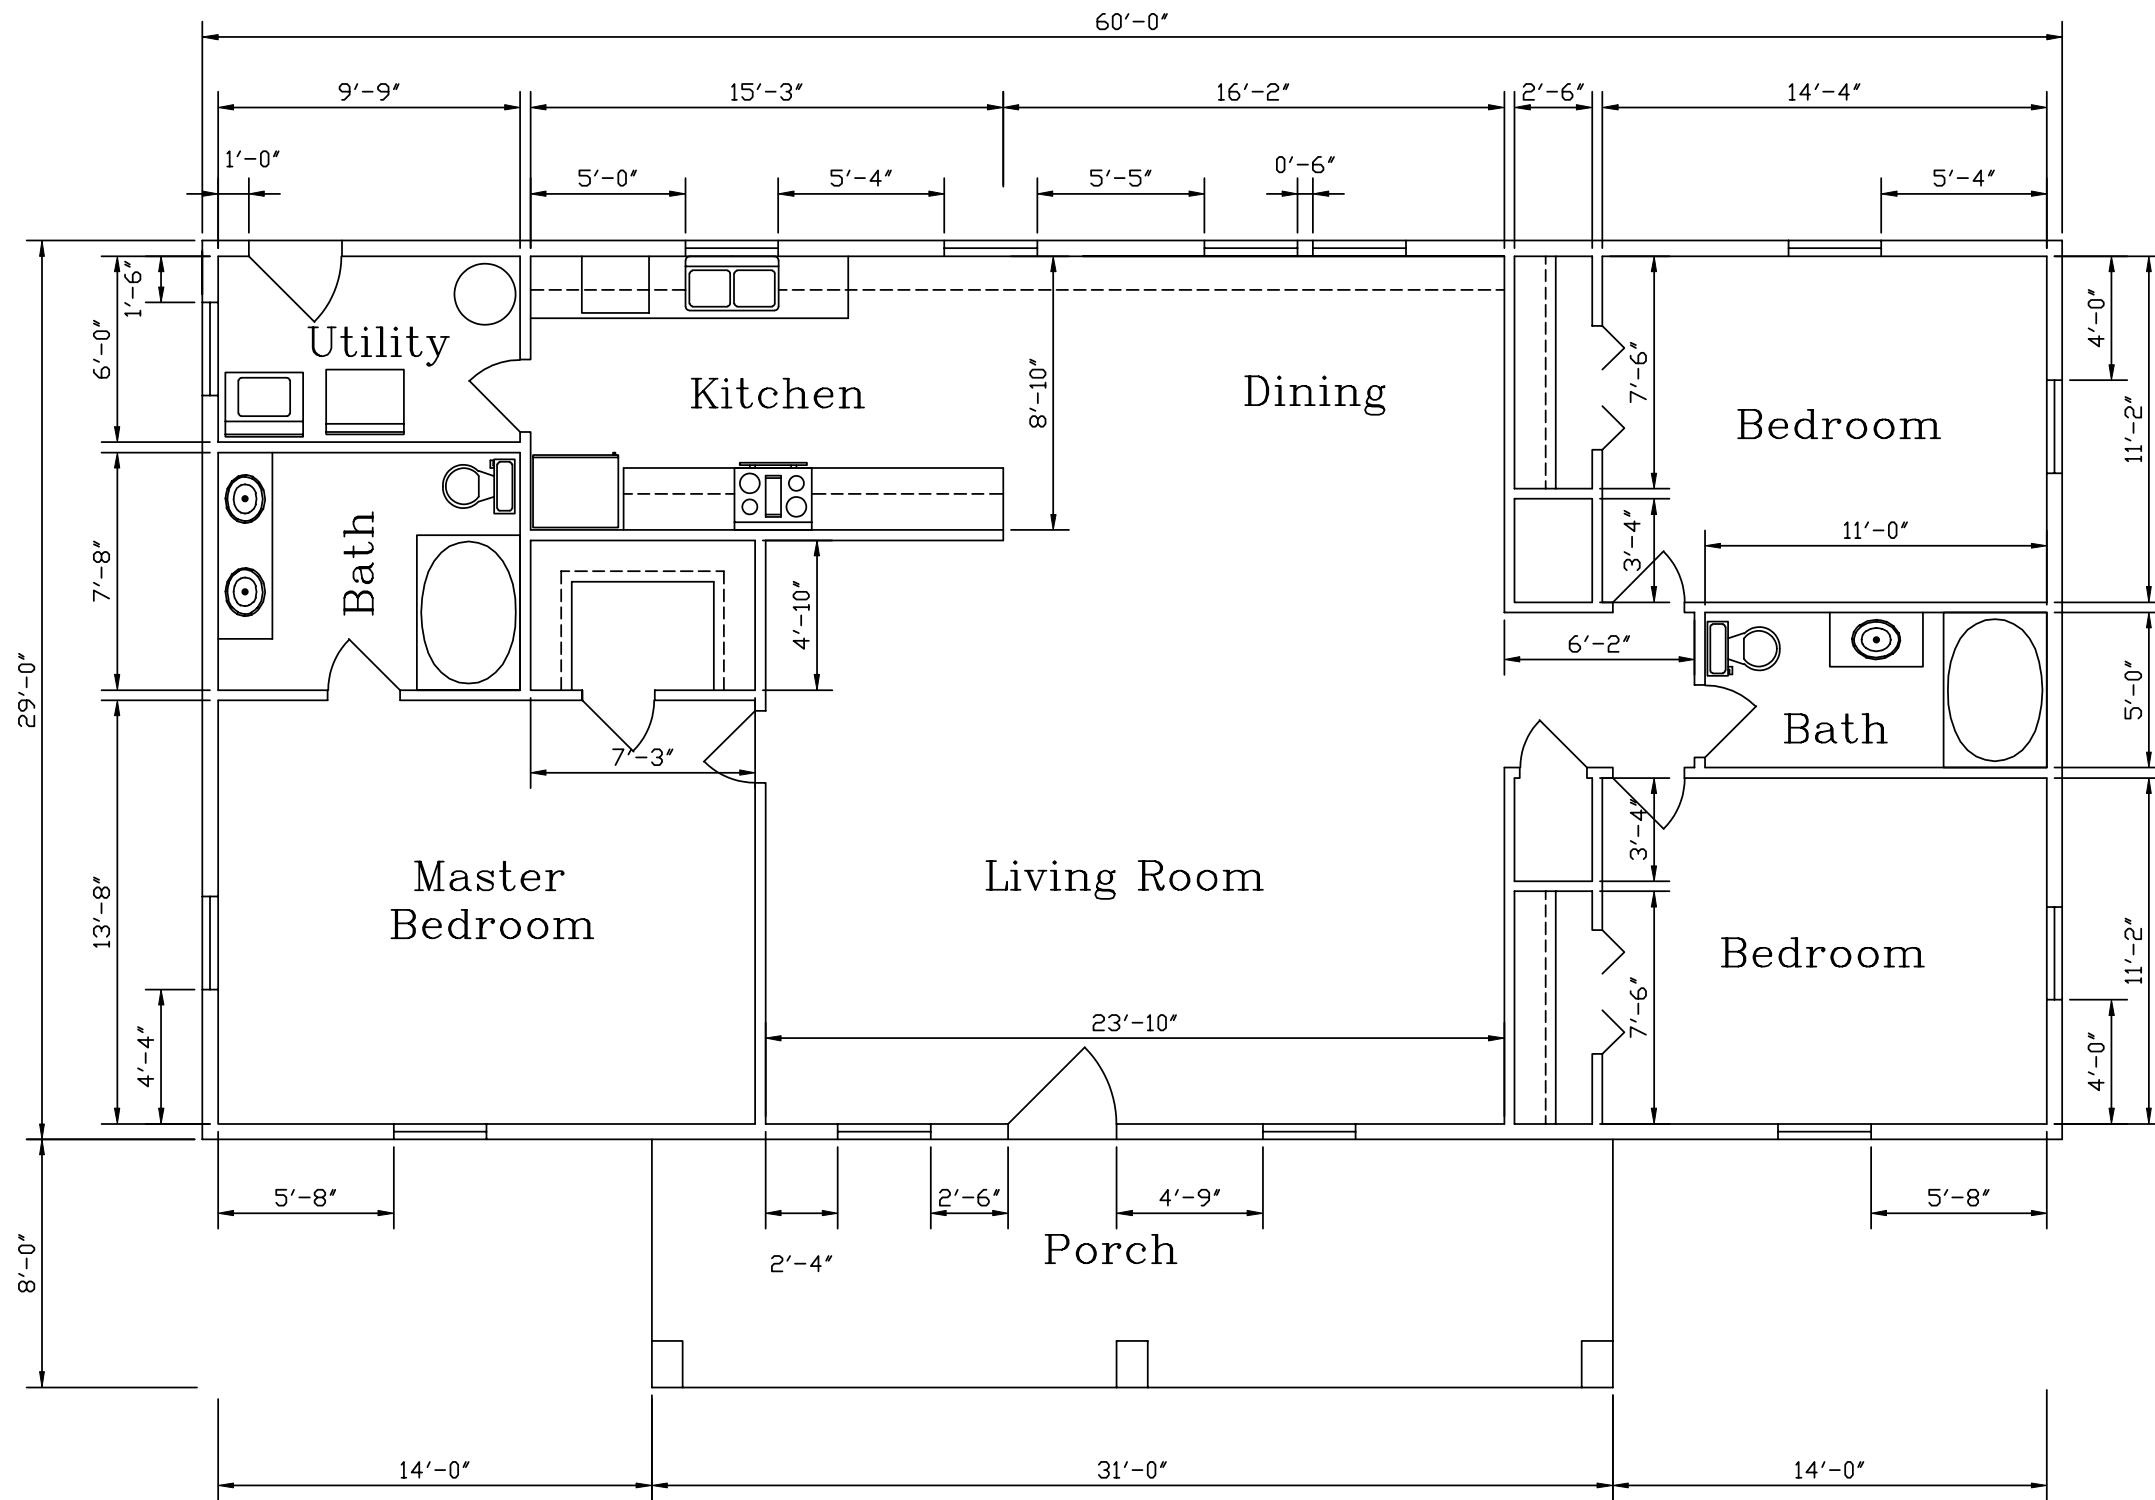 60'-0"
9'-9" 15'-3" 16'-2" 2'-6" 14'-4"
1'-0" 5'-0" 5'-4" 5'-5" 0'-6" 5'-4"
1'-6"
6'-0"
Utility
Kitchen
Dining
8'-10"
7'-6"
Bedroom
4'-0"
11'-2"
7'-8"
Bath
4'-10"
3'-4"
11'-0"
29'-0"
6'-2"
7'-3"
Bath
5'-0"
13'-8"
Master
Bedroom
Living Room
3'-4"
Bedroom
11'-2"
4'-4"
23'-10"
7'-6"
4'-0"
5'-8" 2'-6" 4'-9" 5'-8"
8'-0"
2'-4"
Porch
14'-0" 31'-0" 14'-0"